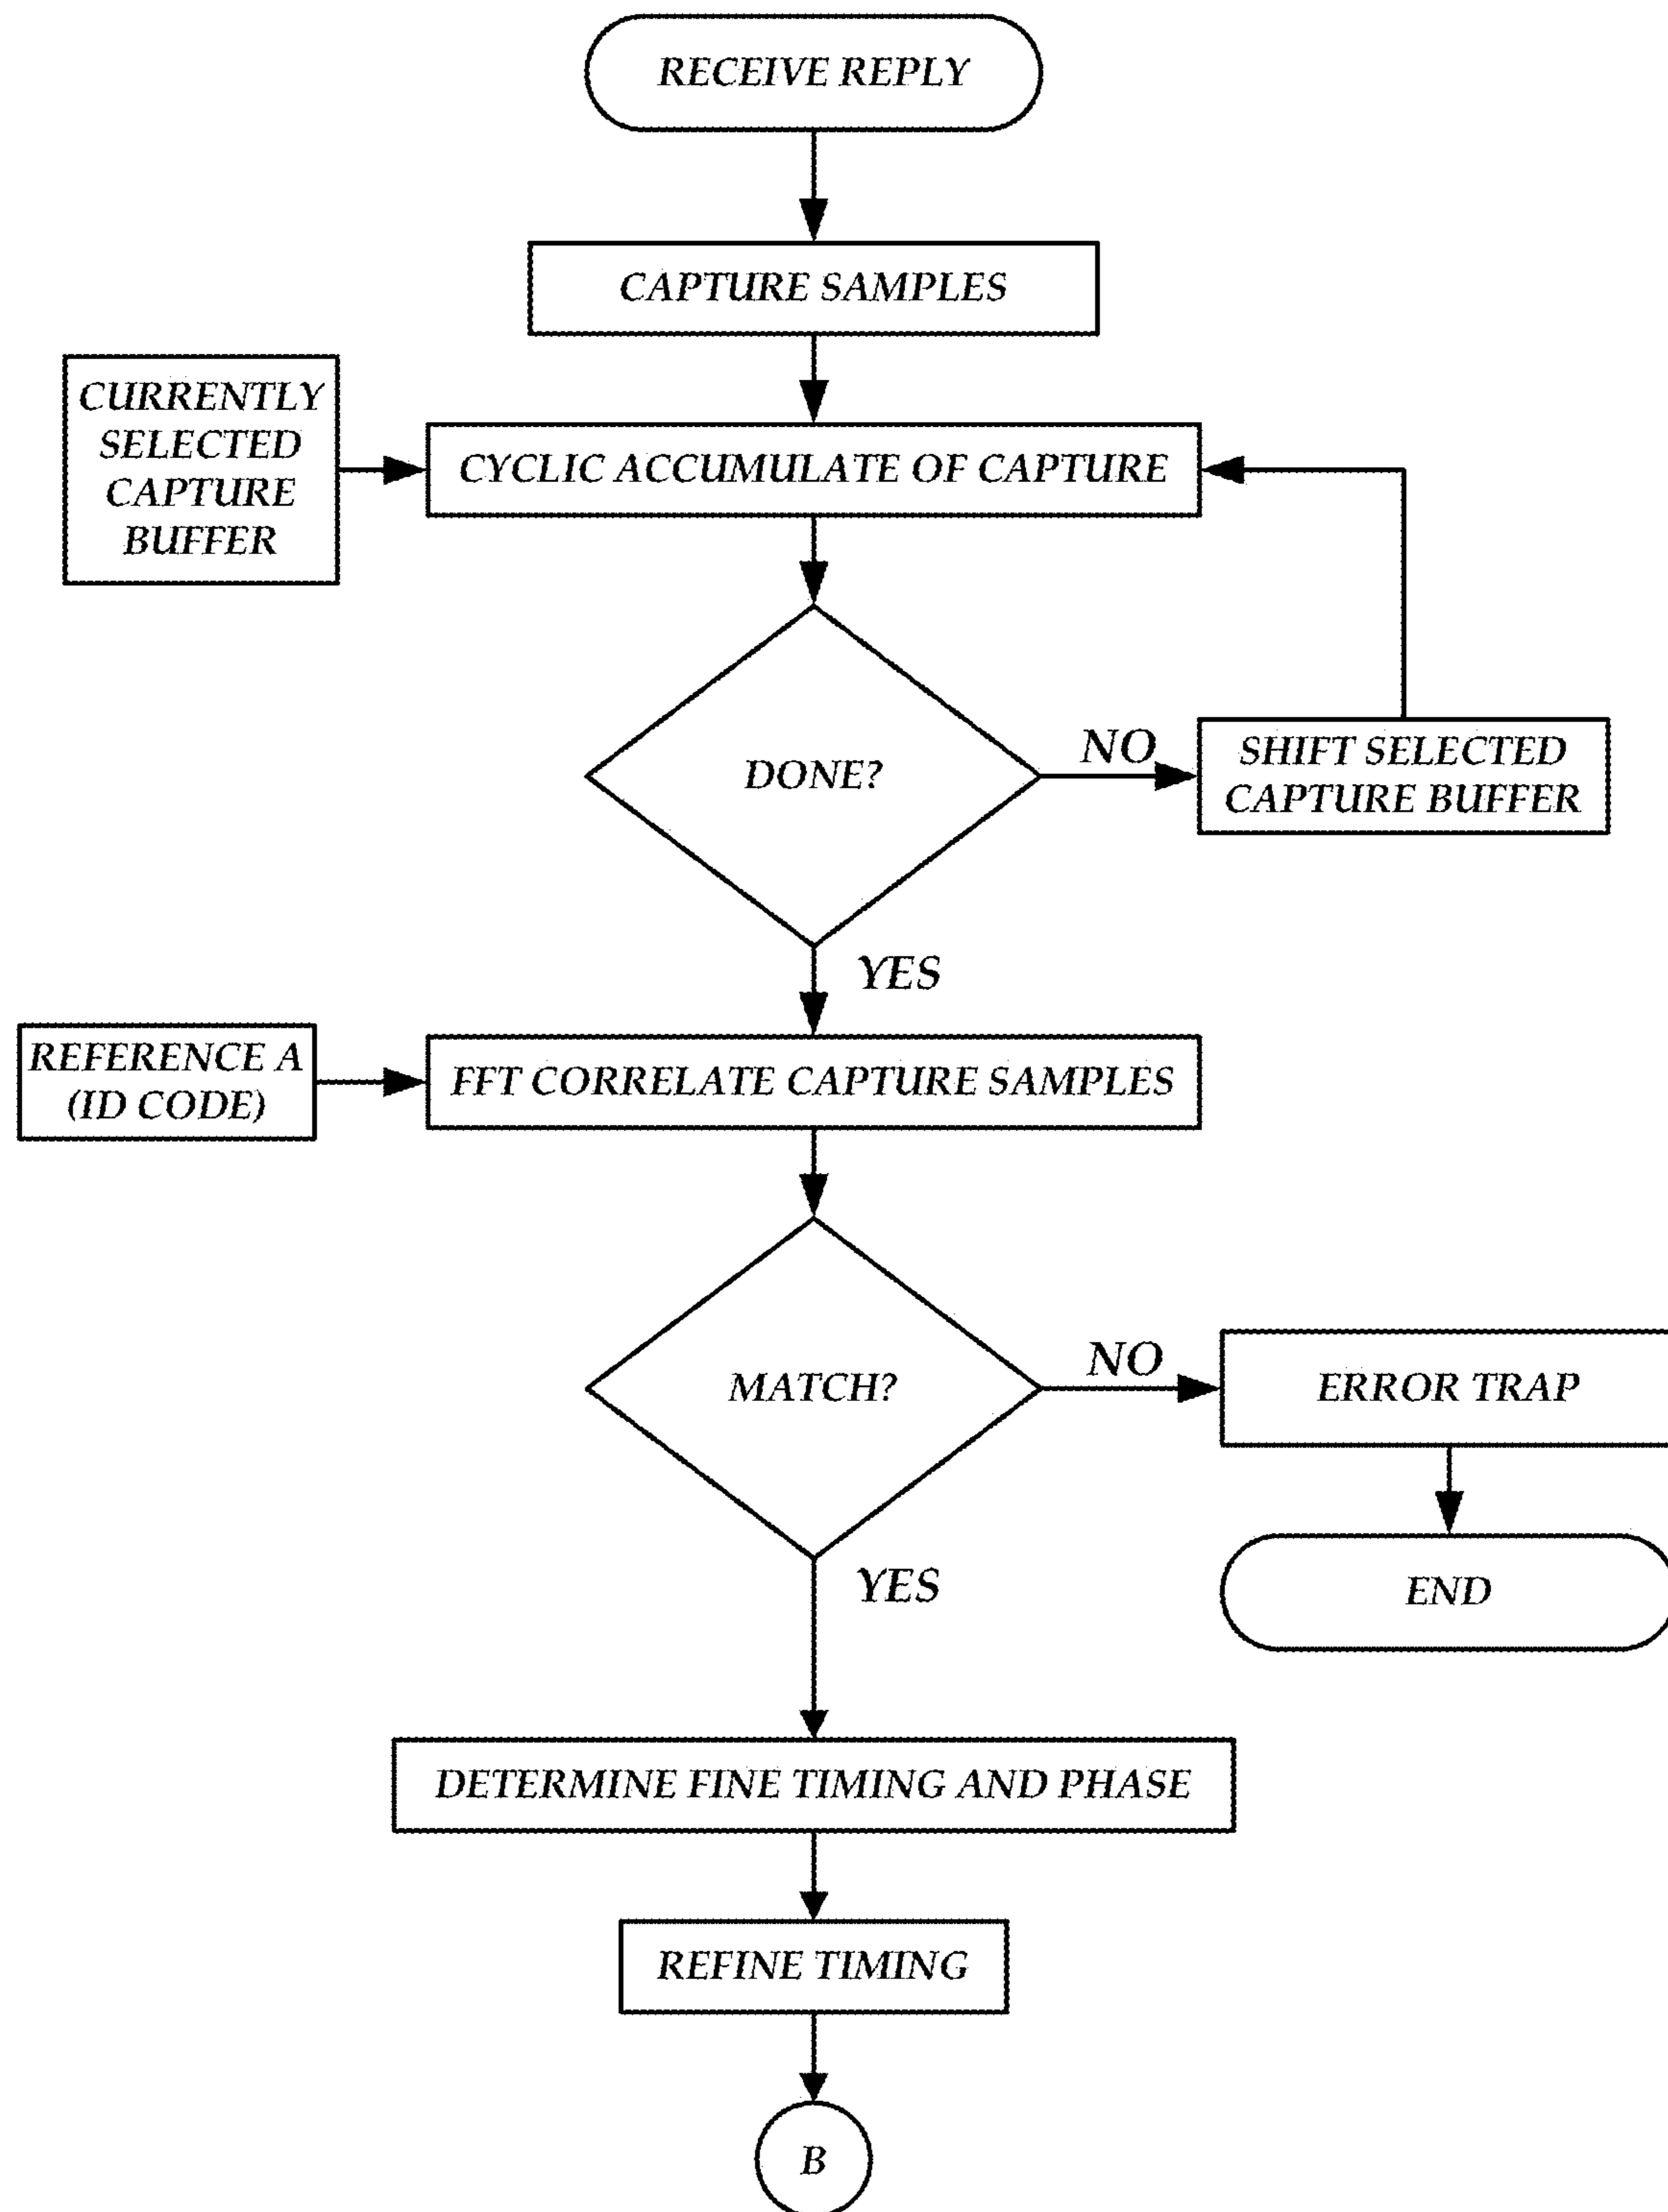 RECEIVE REPLY
CAPTURE SAMPLES
CURRENTLY
SELECTED
CAPTURE
BUFFER
CYCLIC ACCUMULATE OF CAPTURE
DONE?
NO
SHIFT SELECTED
CAPTURE BUFFER
YES
REFERENCE A
(ID CODE)
FFT CORRELATE CAPTURE SAMPLES
MATCH?
NO
ERROR TRAP
YES
END
DETERMINE FINE TIMING AND PHASE
REFINE TIMING
B